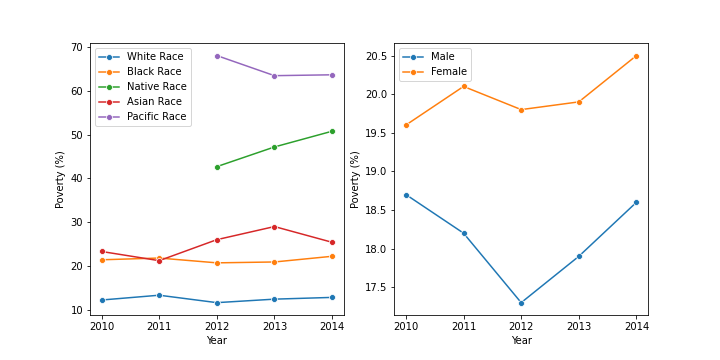 70
60
50
40
30
20
10
Poverty (%)
White Race
Black Race
Native Race
Asian Race
Pacific Race
2010 2011 2012 2013 2014
Year
20.5
20.0
19.5
19.0
18.5
18.0
17.5
Poverty (%)
Male
Female
2010 2011 2012 2013 2014
Year